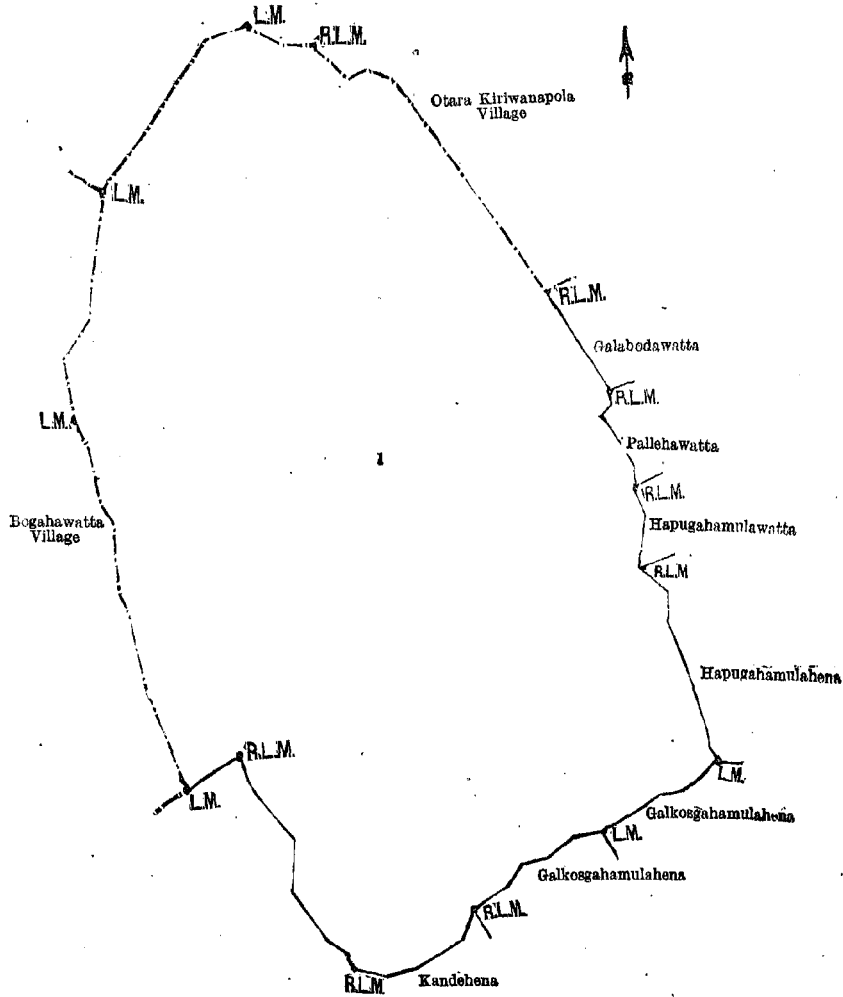 L.M.
R.L.M.
Otara Kiriwanapola
Village
L.M.
R.L.M.
Galabodawatta
R.L.M.
L.M.
Pallehawatta
1
R.L.M.
Bogahawatta
Village
Hapugahamulawatta
R.L.M
Hapugahamulahena
R.L.M.
L.M.
L.M.
Galkosgahamulahena
L.M.
Galkosgahamulahena
R.L.M.
R.L.M.
Kandehena